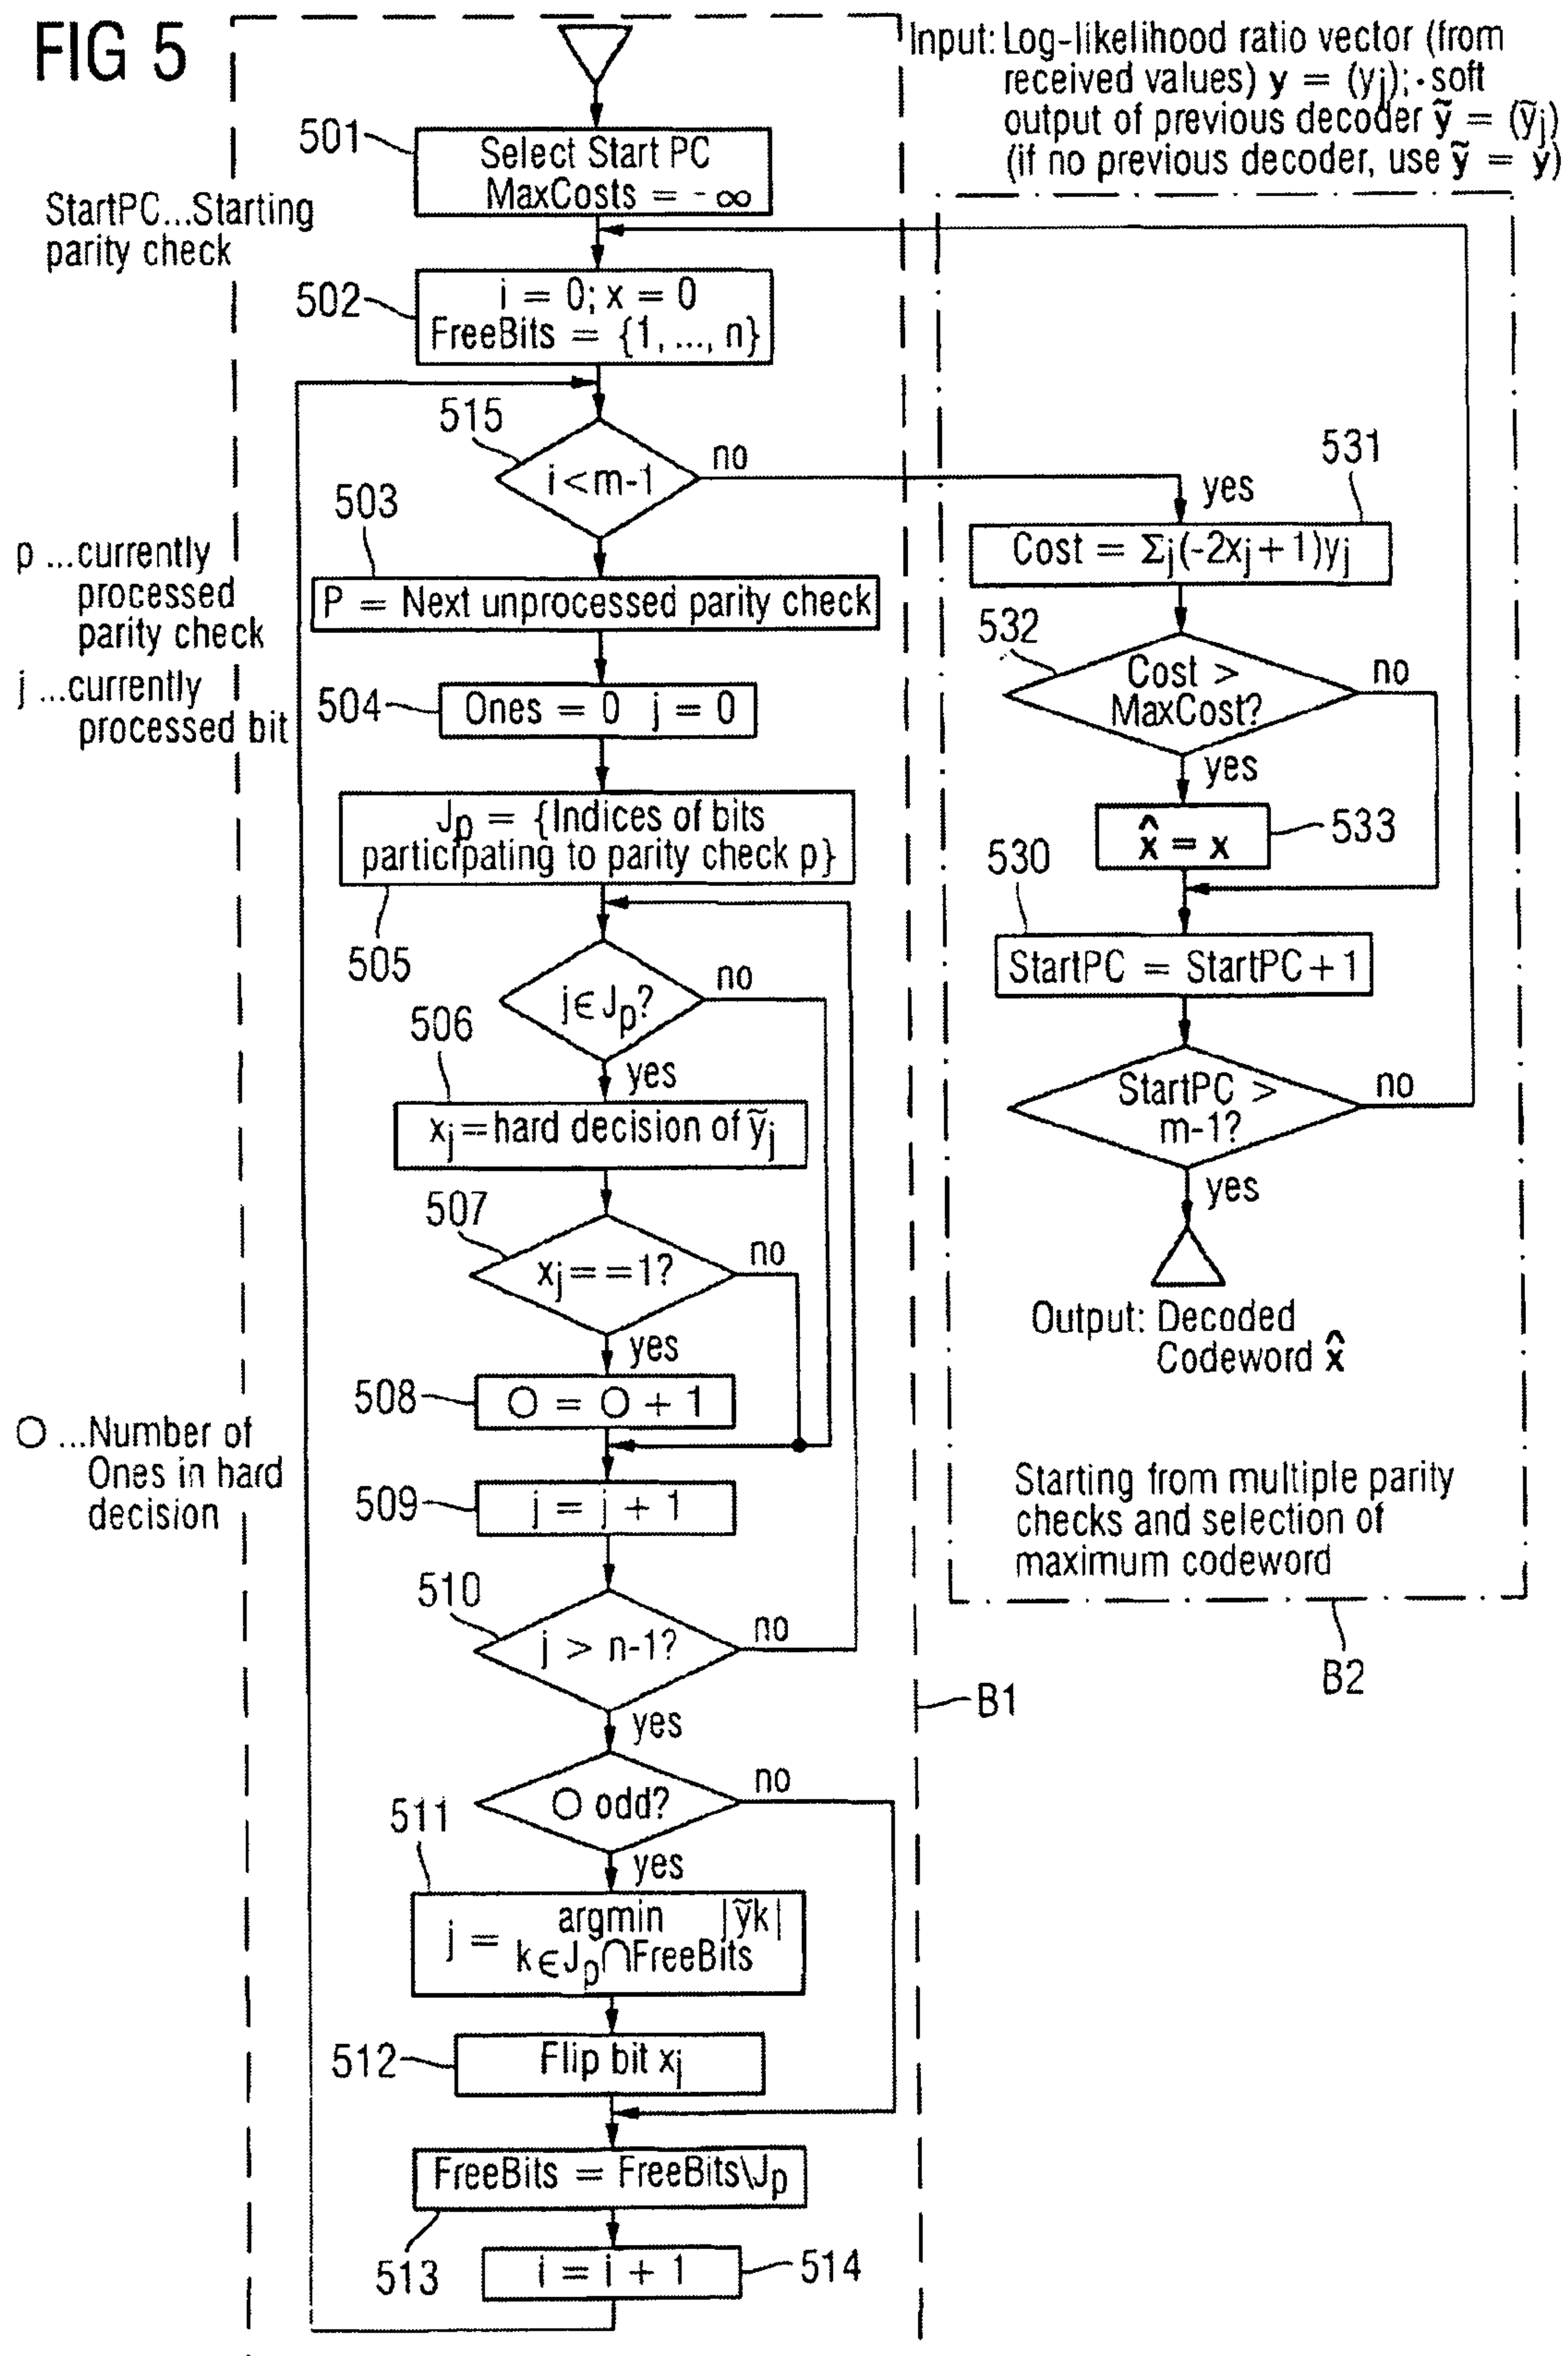 FIG 5
Input: Log-likelihood ratio vector (from
received values) y = (yj); soft
output of previous decoder ỹ = (ỹj)
(if no previous decoder, use ỹ = y)
501
Select Start PC
MaxCosts = -∞
StartPC...Starting
parity check
502
i = 0; x = 0
FreeBits = {1, ..., n}
515
i<m-1
no
503
P = Next unprocessed parity check
p ...currently
processed
parity check
j ...currently
processed bit
504
Ones = 0 j = 0
Jp = {Indices of bits
participating to parity check p}
505
j∈Jp?
no
yes
506
xj=hard decision of ỹj
507
xj==1?
no
yes
508
O = O + 1
O ...Number of
Ones in hard
decision
509
j = j + 1
510
j > n-1?
no
yes
O odd?
no
yes
511
j = argmin |ỹk|
k∈Jp∩FreeBits
512
Flip bit xj
FreeBits = FreeBits\Jp
513
i = i + 1
514
B1
yes
531
Cost = Σj(-2xj+1)yj
532
Cost >
MaxCost?
no
yes
x̂ = x
533
530
StartPC = StartPC+1
StartPC >
m-1?
no
yes
Output: Decoded
Codeword x̂
Starting from multiple parity
checks and selection of
maximum codeword
B2